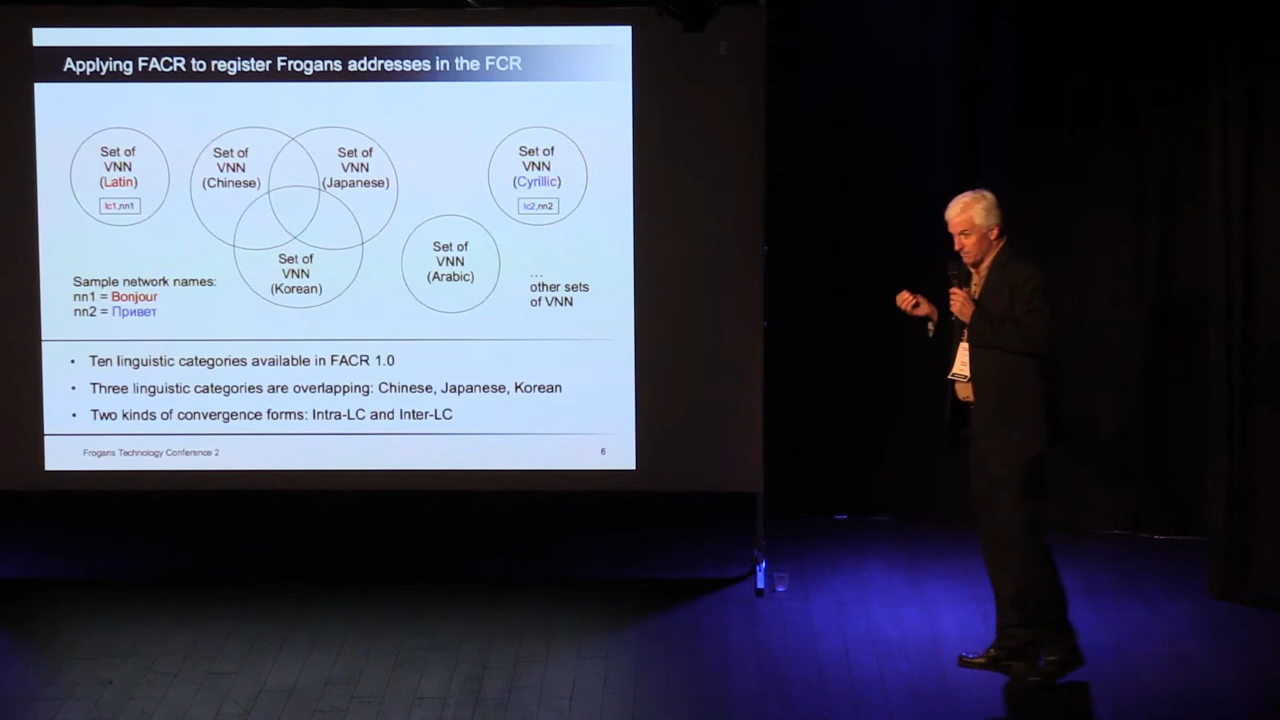 Applying FACR to register Frogans addresses in the FCR
Set of
VNN
(Latin)
lc1,nn1
Set of
VNN
(Chinese)
Set of
VNN
(Japanese)
Set of
VNN
(Cyrillic)
lc2,nn2
Set of
VNN
(Korean)
Set of
VNN
(Arabic)
...
other sets
of VNN
Sample network names:
nn1 = Bonjour
nn2 = Привет
• Ten linguistic categories available in FACR 1.0
• Three linguistic categories are overlapping: Chinese, Japanese, Korean
• Two kinds of convergence forms: Intra-LC and Inter-LC
Frogans Technology Conference 2
6